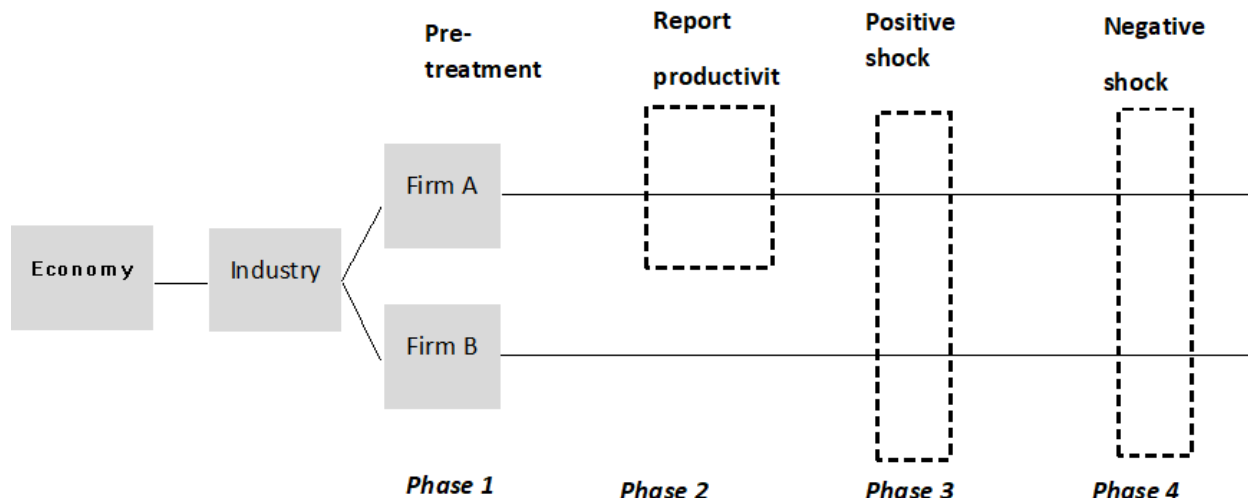 Pre-
treatment
Report
productivit
Positive
shock
Negative
shock
Firm A
Economy
Industry
Firm B
Phase 1
Phase 2
Phase 3
Phase 4